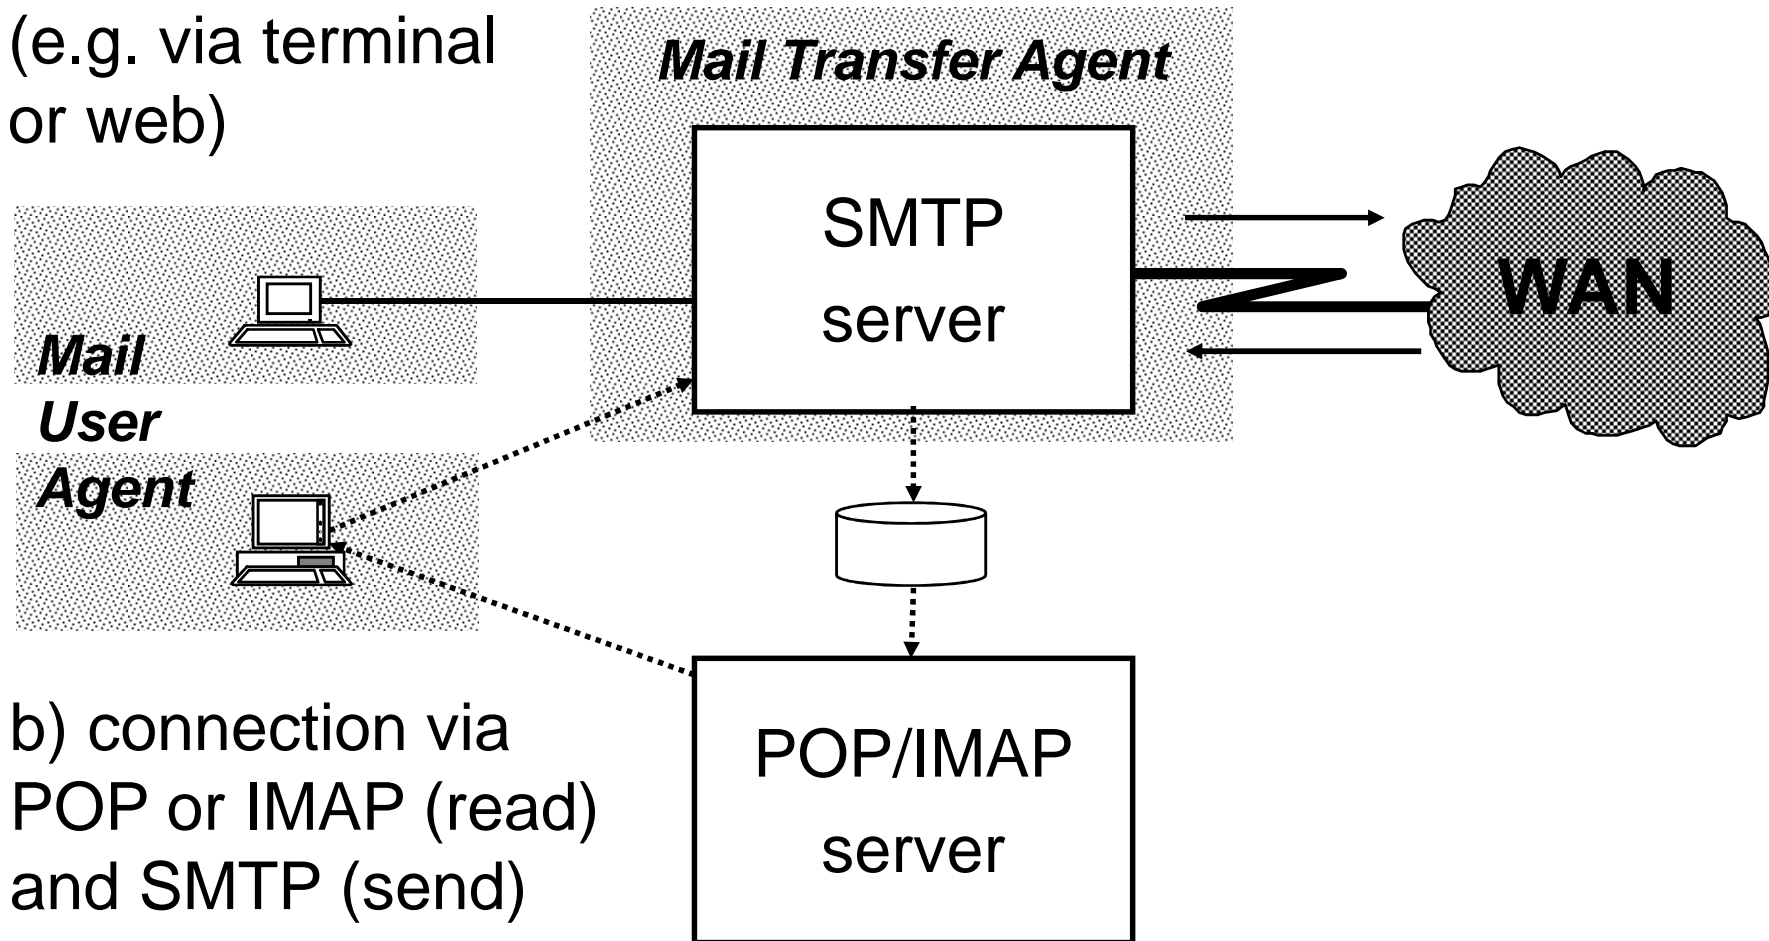 (e.g. via terminal
or web)
Mail Transfer Agent
SMTP
server
WAN
Mail
User
Agent
b) connection via
POP or IMAP (read)
and SMTP (send)
POP/IMAP
server